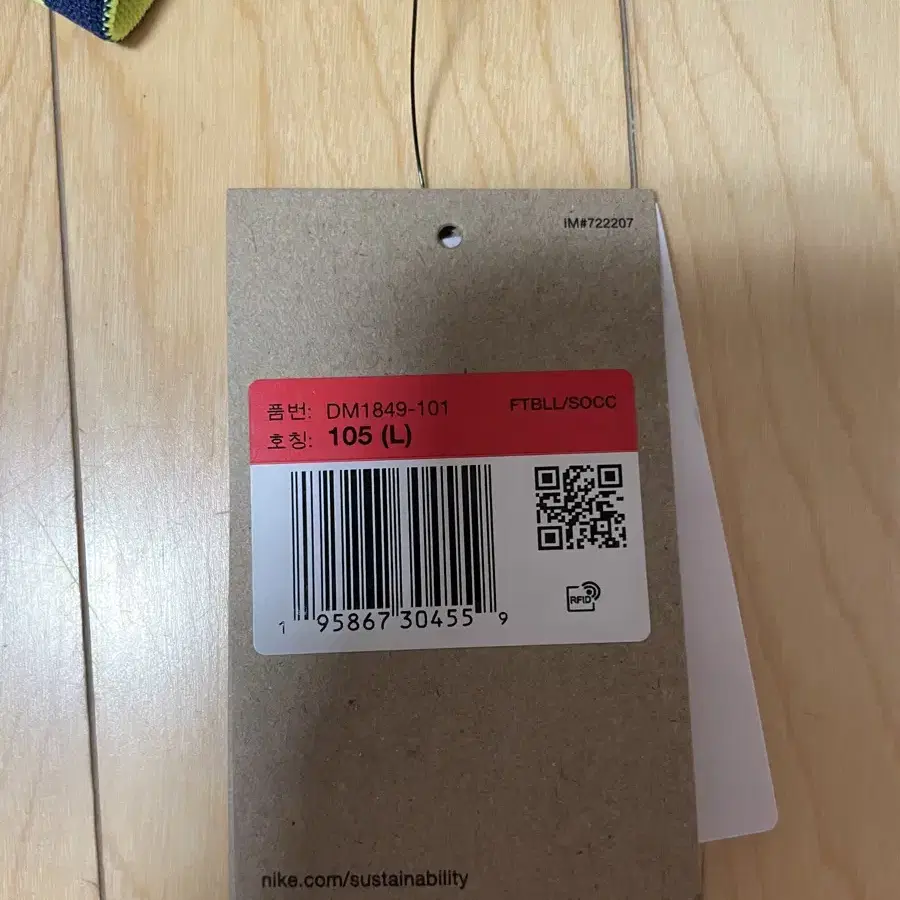 IM#722207
품번: DM1849-101 FTBLL/SOCC
호칭: 105 (L)
RFID
1 95867 30455 9
nike.com/sustainability